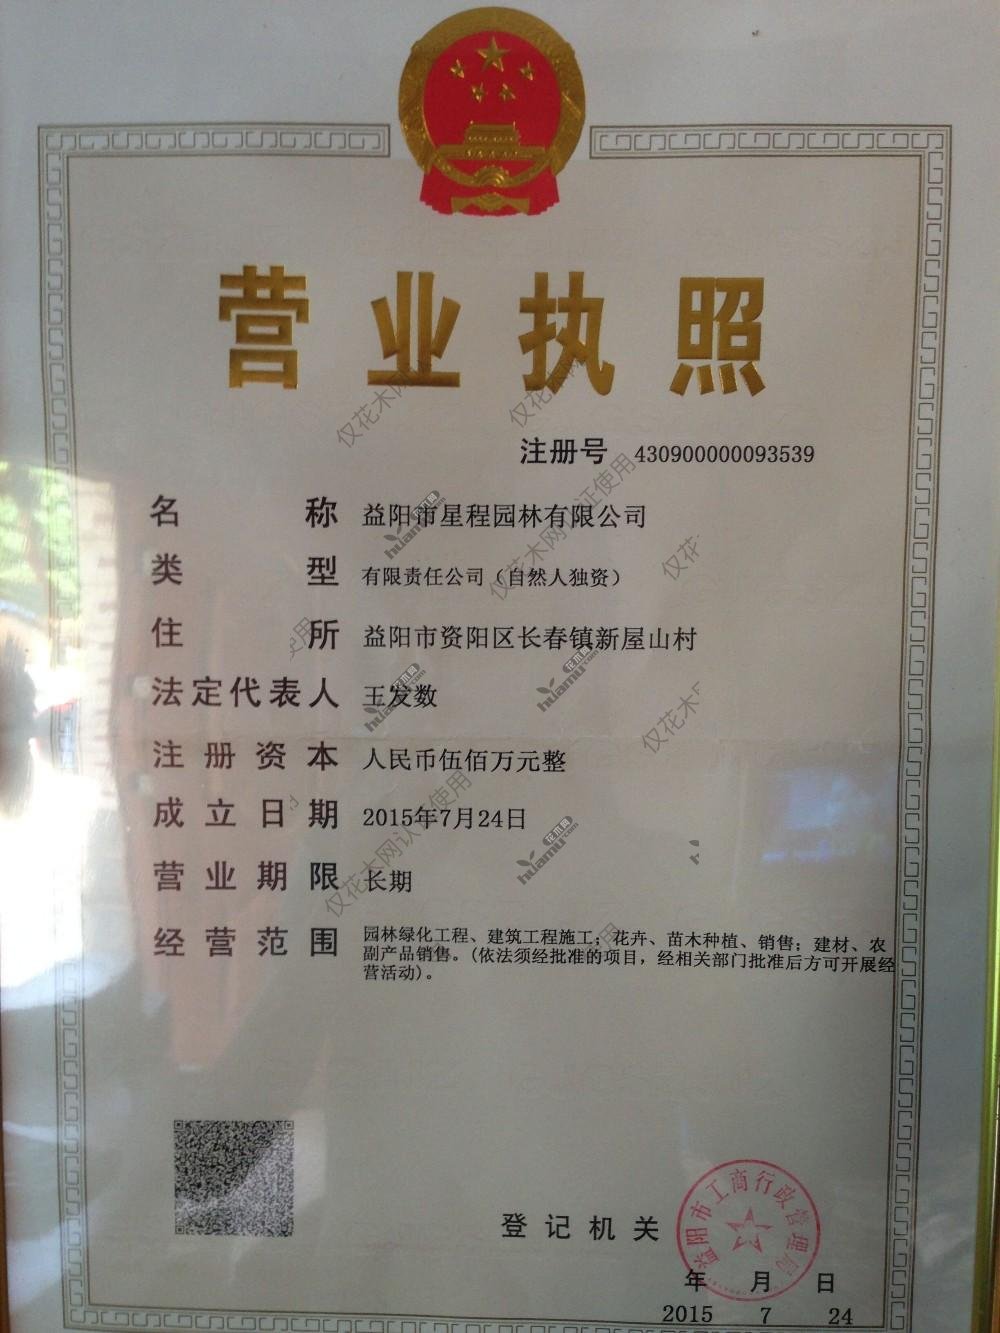 营业执照
注册号 430900000093539
名称 益阳市星程园林有限公司
类型 有限责任公司（自然人独资）
住所 益阳市资阳区长春镇新屋山村
法定代表人 王发数
注册资本 人民币伍佰万元整
成立日期 2015年7月24日
营业期限 长期
经营范围 园林绿化工程、建筑工程施工；花卉、苗木种植、销售；建材、农
副产品销售。(依法须经批准的项目，经相关部门批准后方可开展经
营活动)。
登记机关
益阳市工商行政管理局
年 月 日
2015 7 24
仅花木网认证使用
花木网
huamu.com